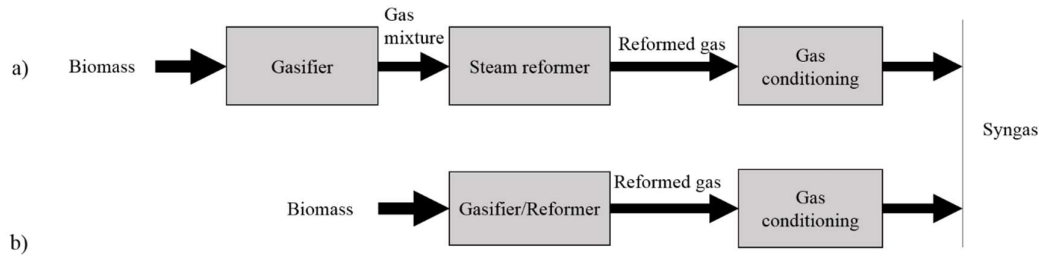 a)
Biomass
Gasifier
Gas
mixture
Steam reformer
Reformed gas
Gas
conditioning
Syngas
b)
Biomass
Gasifier/Reformer
Reformed gas
Gas
conditioning